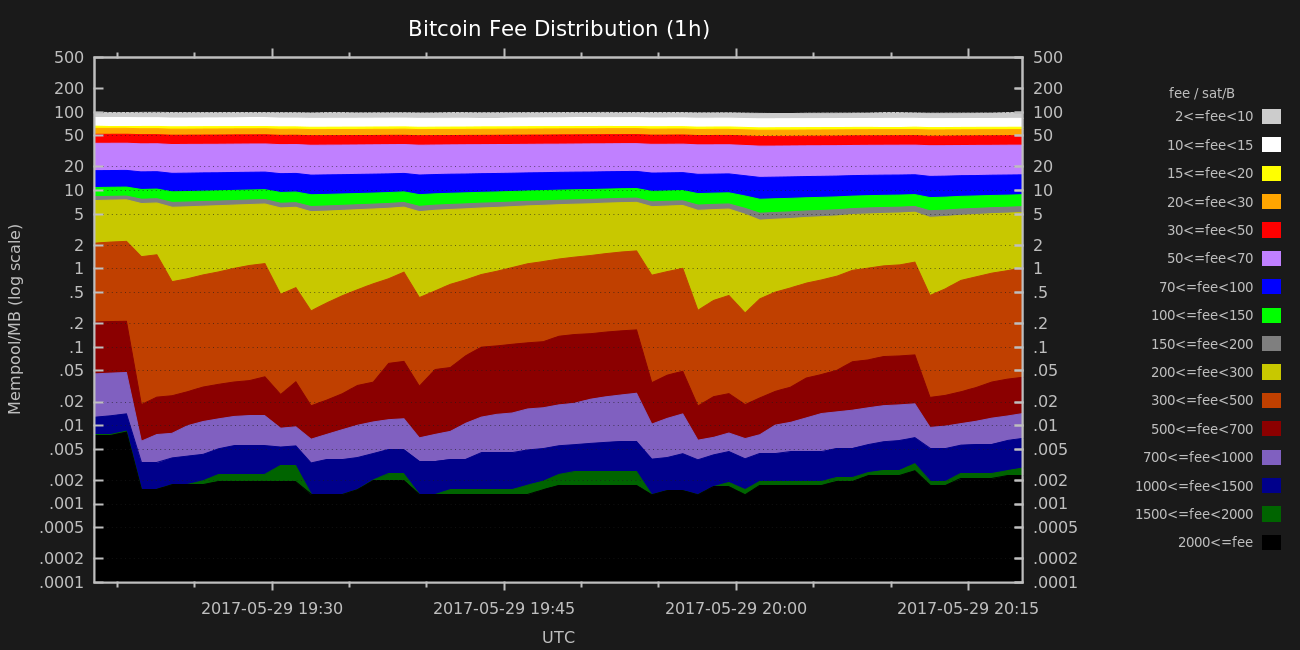 Bitcoin Fee Distribution (1h)
500
200
100
50
20
10
5
2
1
.5
.2
.1
.05
.02
.01
.005
.002
.001
.0005
.0002
.0001
Mempool/MB (log scale)
500
200
100
50
20
10
5
2
1
.5
.2
.1
.05
.02
.01
.005
.002
.001
.0005
.0002
.0001
2017-05-29 19:30
2017-05-29 19:45
2017-05-29 20:00
2017-05-29 20:15
UTC
fee / sat/B
2<=fee<10
10<=fee<15
15<=fee<20
20<=fee<30
30<=fee<50
50<=fee<70
70<=fee<100
100<=fee<150
150<=fee<200
200<=fee<300
300<=fee<500
500<=fee<700
700<=fee<1000
1000<=fee<1500
1500<=fee<2000
2000<=fee